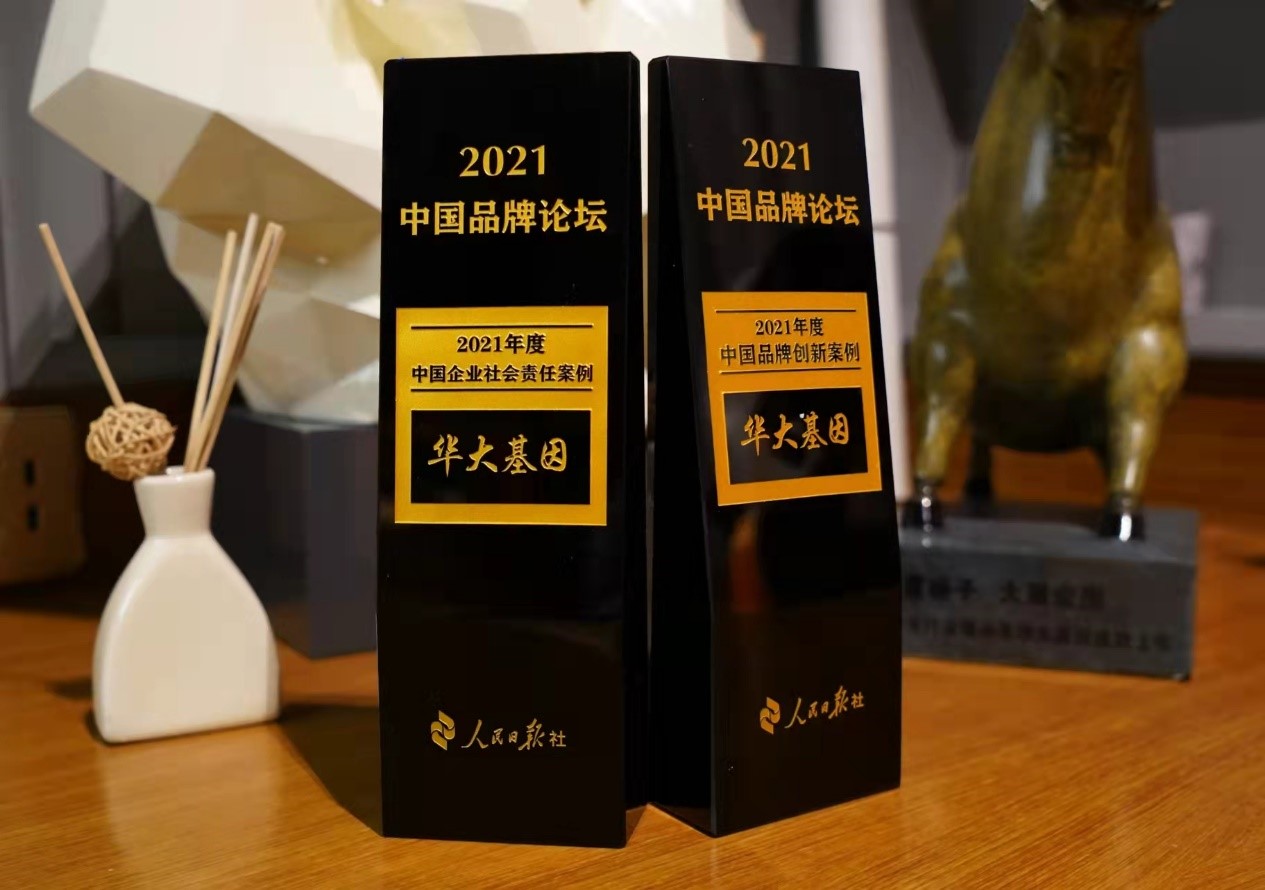 2021
中国品牌论坛
2021年度
中国企业社会责任案例
华大基因
人民日报社
2021
中国品牌论坛
2021年度
中国品牌创新案例
华大基因
人民日报社